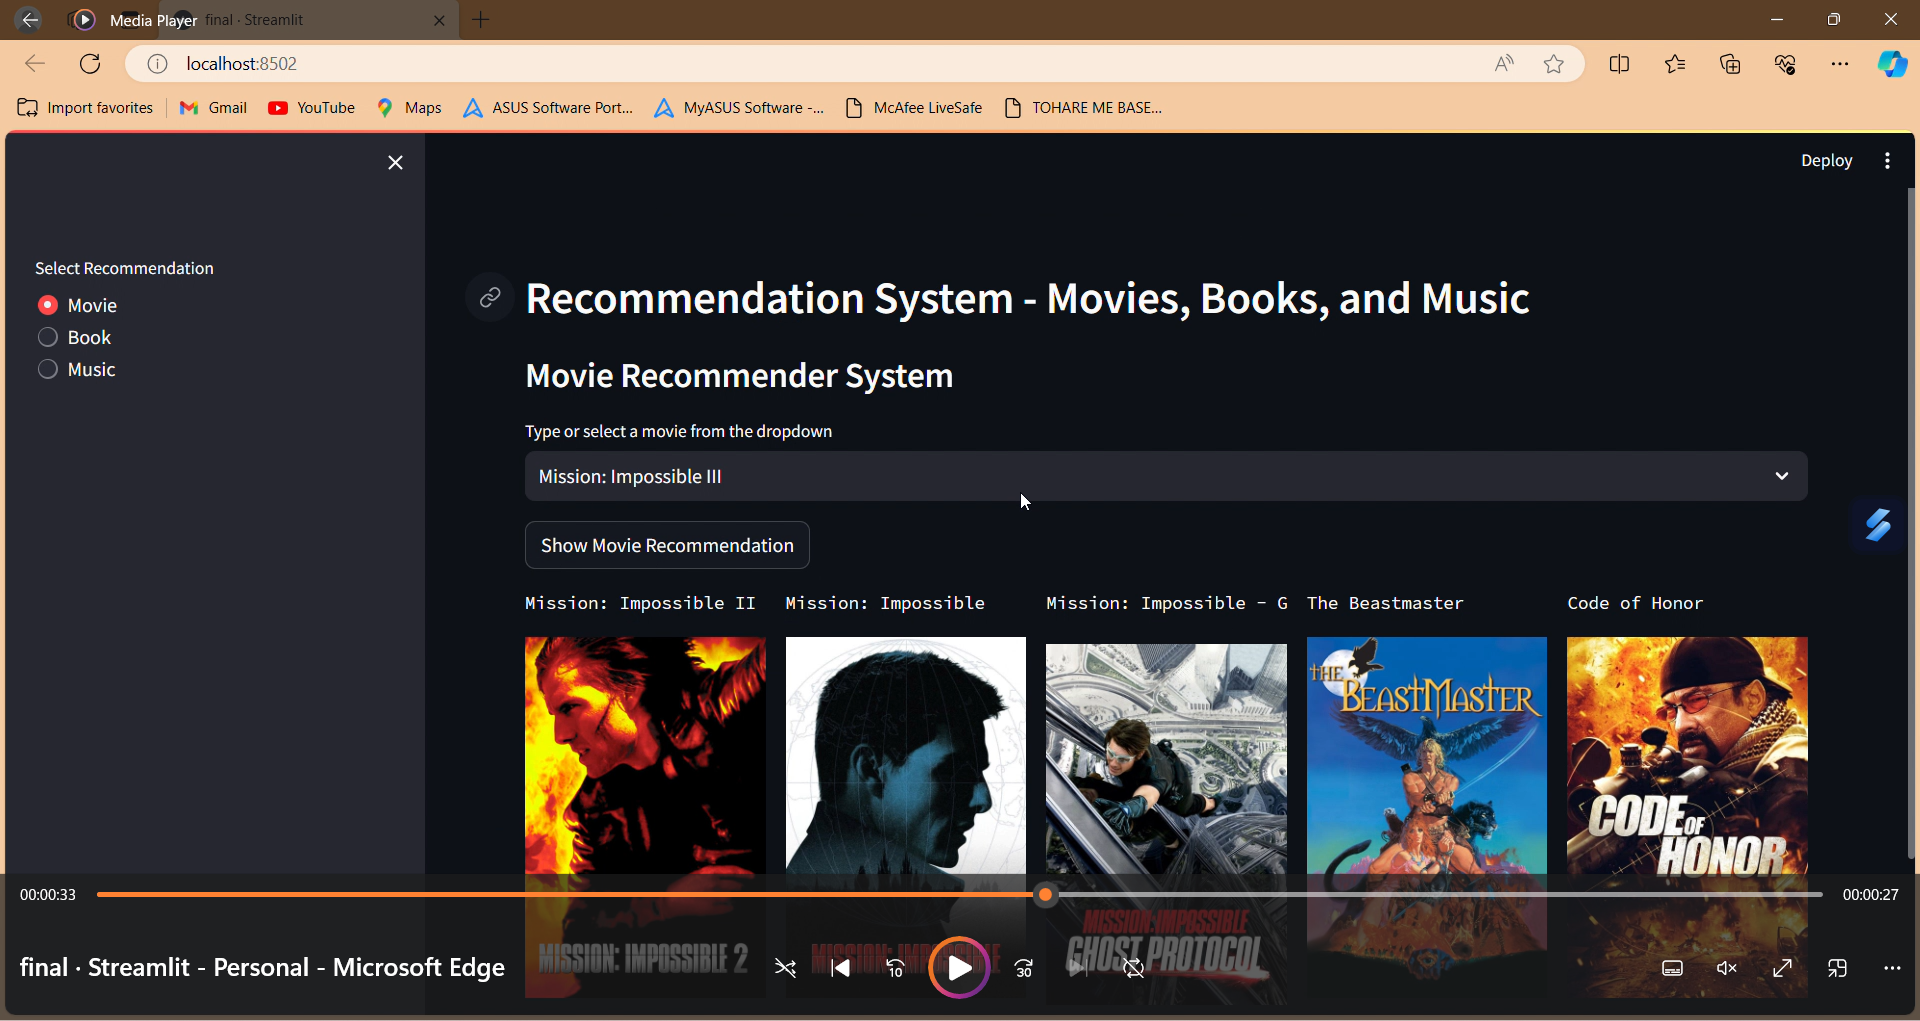 Media Player final · Streamlit
localhost:8502
Import favorites Gmail YouTube Maps ASUS Software Port... MyASUS Software -... McAfee LiveSafe TOHARE ME BASE...
Deploy
Select Recommendation
Movie
Book
Music
Recommendation System - Movies, Books, and Music
Movie Recommender System
Type or select a movie from the dropdown
Mission: Impossible III
Show Movie Recommendation
Mission: Impossible II Mission: Impossible Mission: Impossible - G The Beastmaster Code of Honor
THE BEASTMASTER
CODE OF HONOR
00:00:33 00:00:27
MISSION: IMPOSSIBLE 2
MISSION: IMPOSSIBLE
MISSION: IMPOSSIBLE
GHOST PROTOCOL
final · Streamlit - Personal - Microsoft Edge
10 30